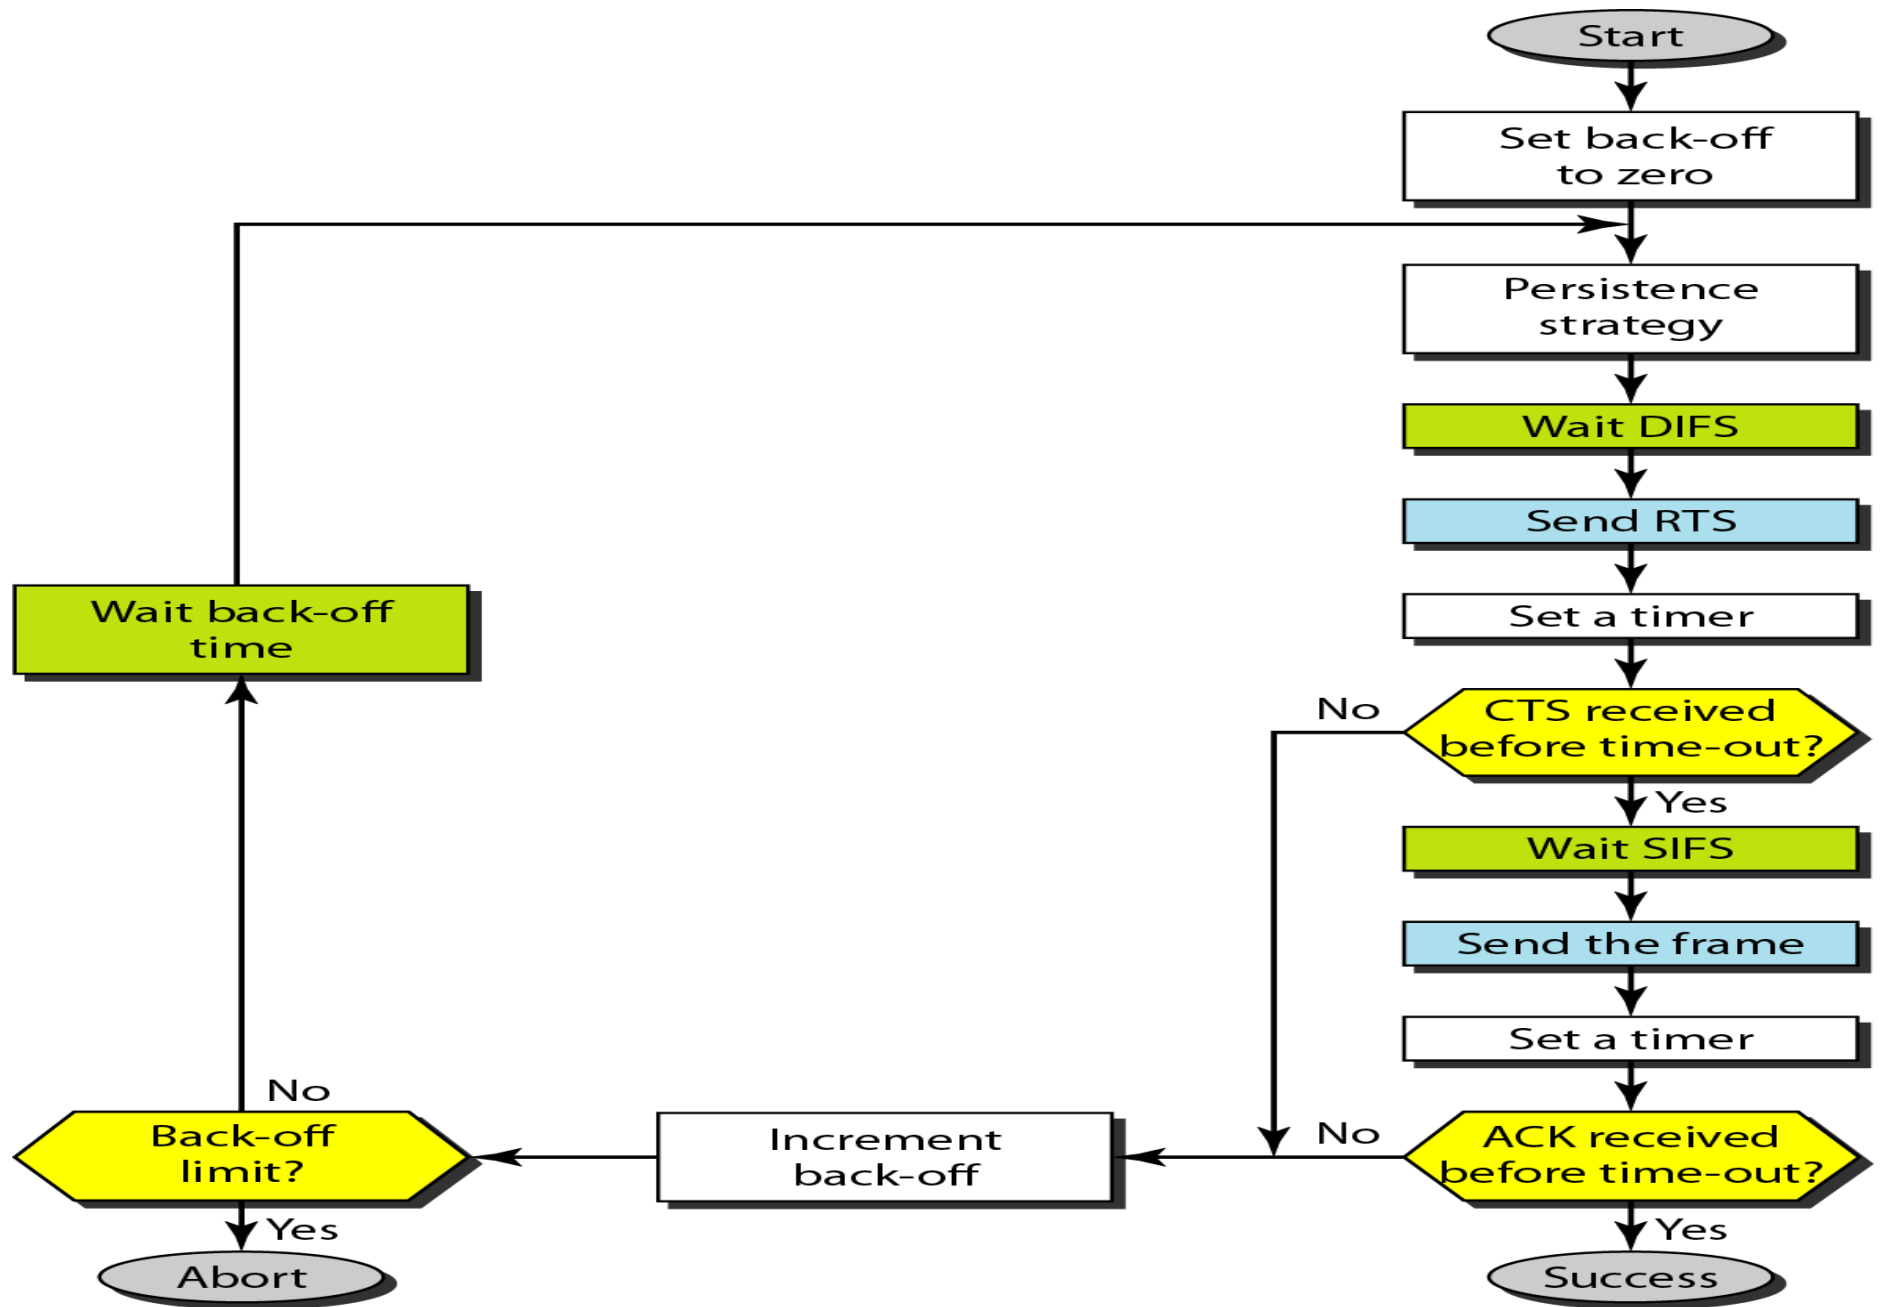 Start
Set back-off
to zero
Persistence
strategy
Wait DIFS
Send RTS
Wait back-off
time
Set a timer
No
CTS received
before time-out?
Yes
Wait SIFS
Send the frame
Set a timer
No
Back-off
limit?
Increment
back-off
No
ACK received
before time-out?
Yes
Yes
Abort
Success